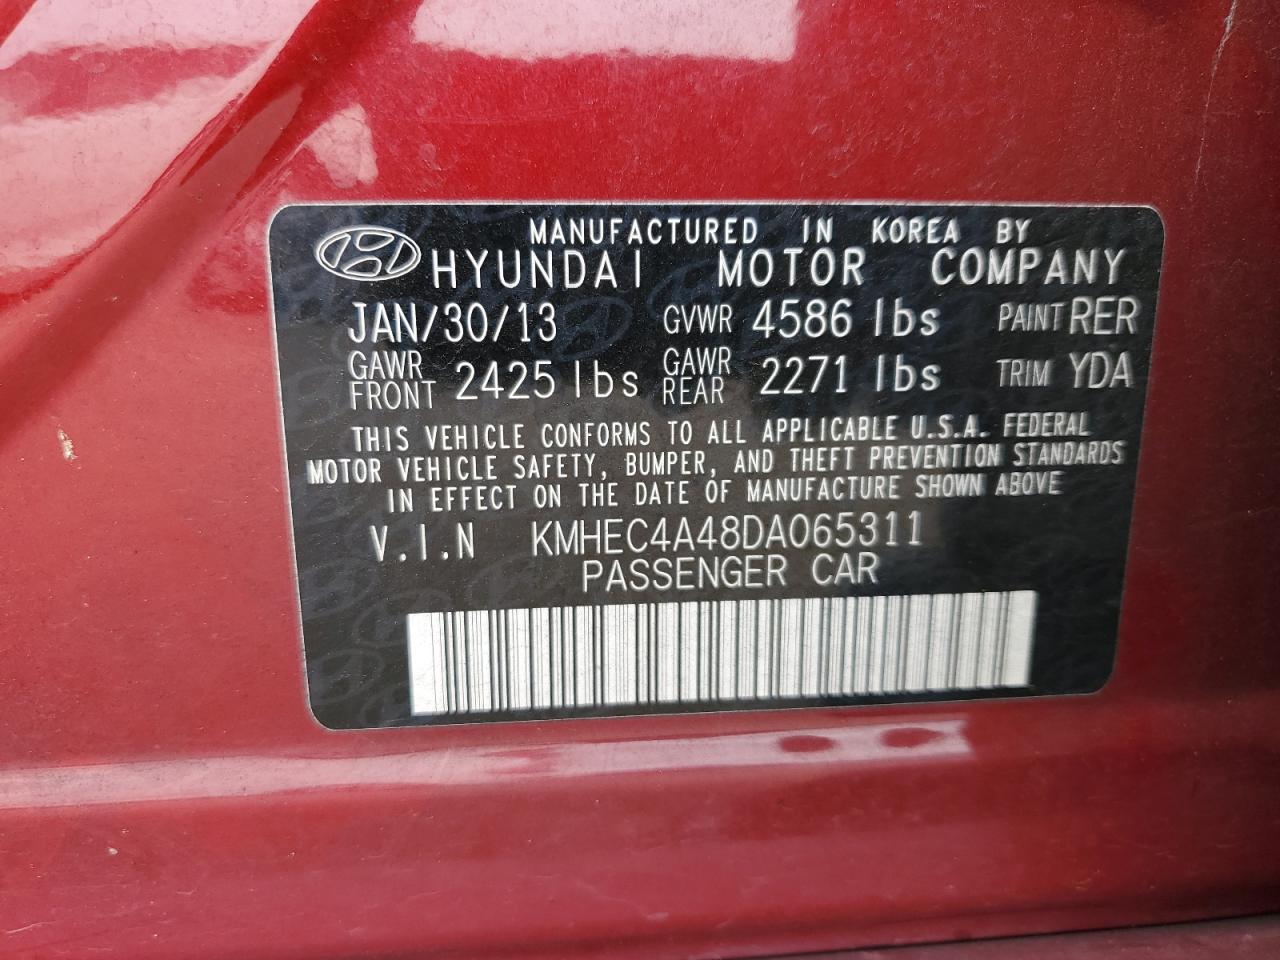 MANUFACTURED IN KOREA BY
HYUNDAI MOTOR COMPANY
JAN/30/13 GVWR 4586 lbs PAINT RER
GAWR FRONT 2425 lbs GAWR REAR 2271 lbs TRIM YDA
THIS VEHICLE CONFORMS TO ALL APPLICABLE U.S.A. FEDERAL
MOTOR VEHICLE SAFETY, BUMPER, AND THEFT PREVENTION STANDARDS
IN EFFECT ON THE DATE OF MANUFACTURE SHOWN ABOVE
V.I.N KMHEC4A48DA065311
PASSENGER CAR